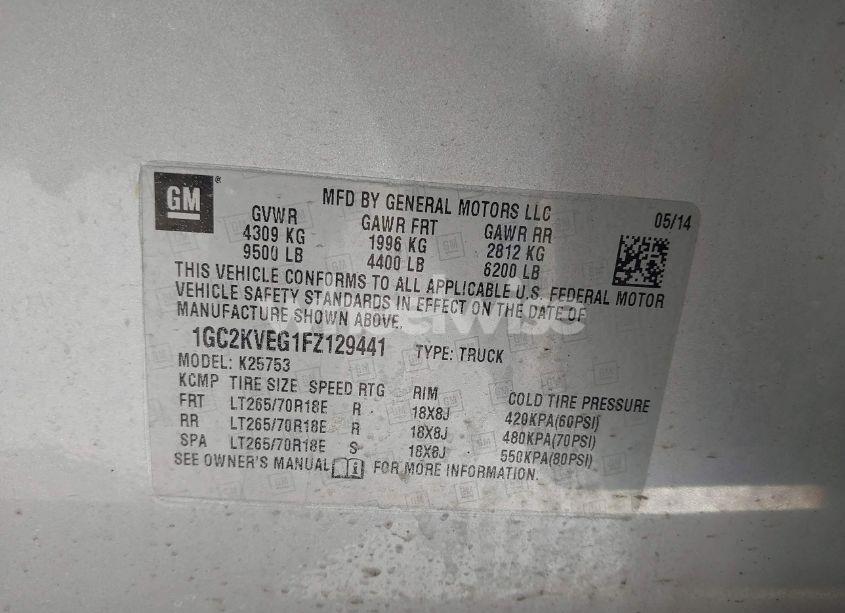 GM
MFD BY GENERAL MOTORS LLC 05/14
GVWR GAWR FRT GAWR RR
4309 KG 1996 KG 2812 KG
9500 LB 4400 LB 6200 LB
THIS VEHICLE CONFORMS TO ALL APPLICABLE U.S. FEDERAL MOTOR
VEHICLE SAFETY STANDARDS IN EFFECT ON THE DATE OF
MANUFACTURE SHOWN ABOVE.
wheelwise
1GC2KVEG1FZ129441 TYPE: TRUCK
MODEL: K25753
KCMP TIRE SIZE SPEED RTG RIM COLD TIRE PRESSURE
FRT LT265/70R18E R 18X8J 420KPA(60PSI)
RR LT265/70R18E R 18X8J 480KPA(70PSI)
SPA LT265/70R18E S 18X8J 550KPA(80PSI)
SEE OWNER'S MANUAL FOR MORE INFORMATION.